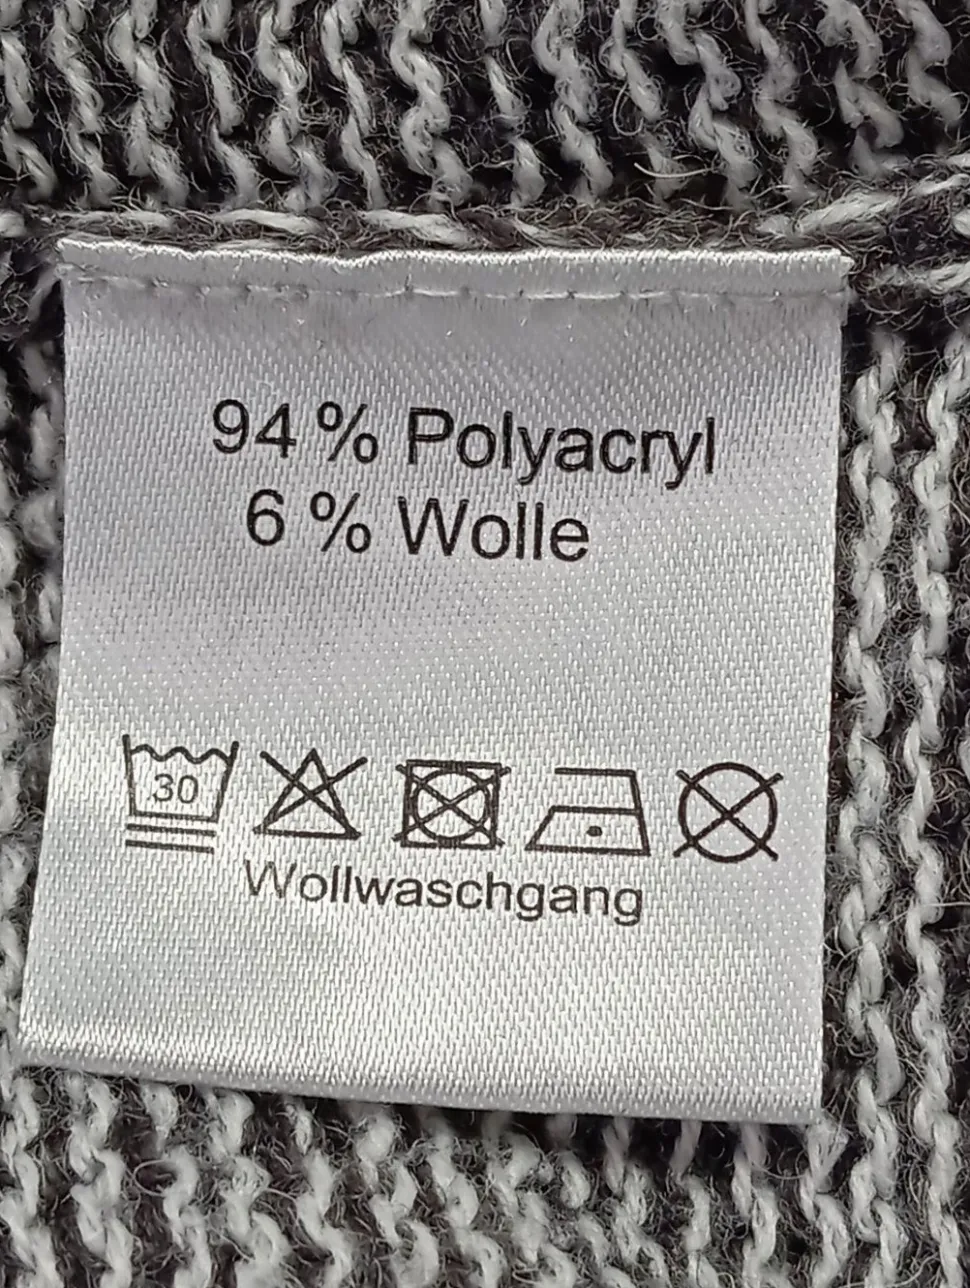 94 % Polyacryl
6 % Wolle
30
Wollwaschgang